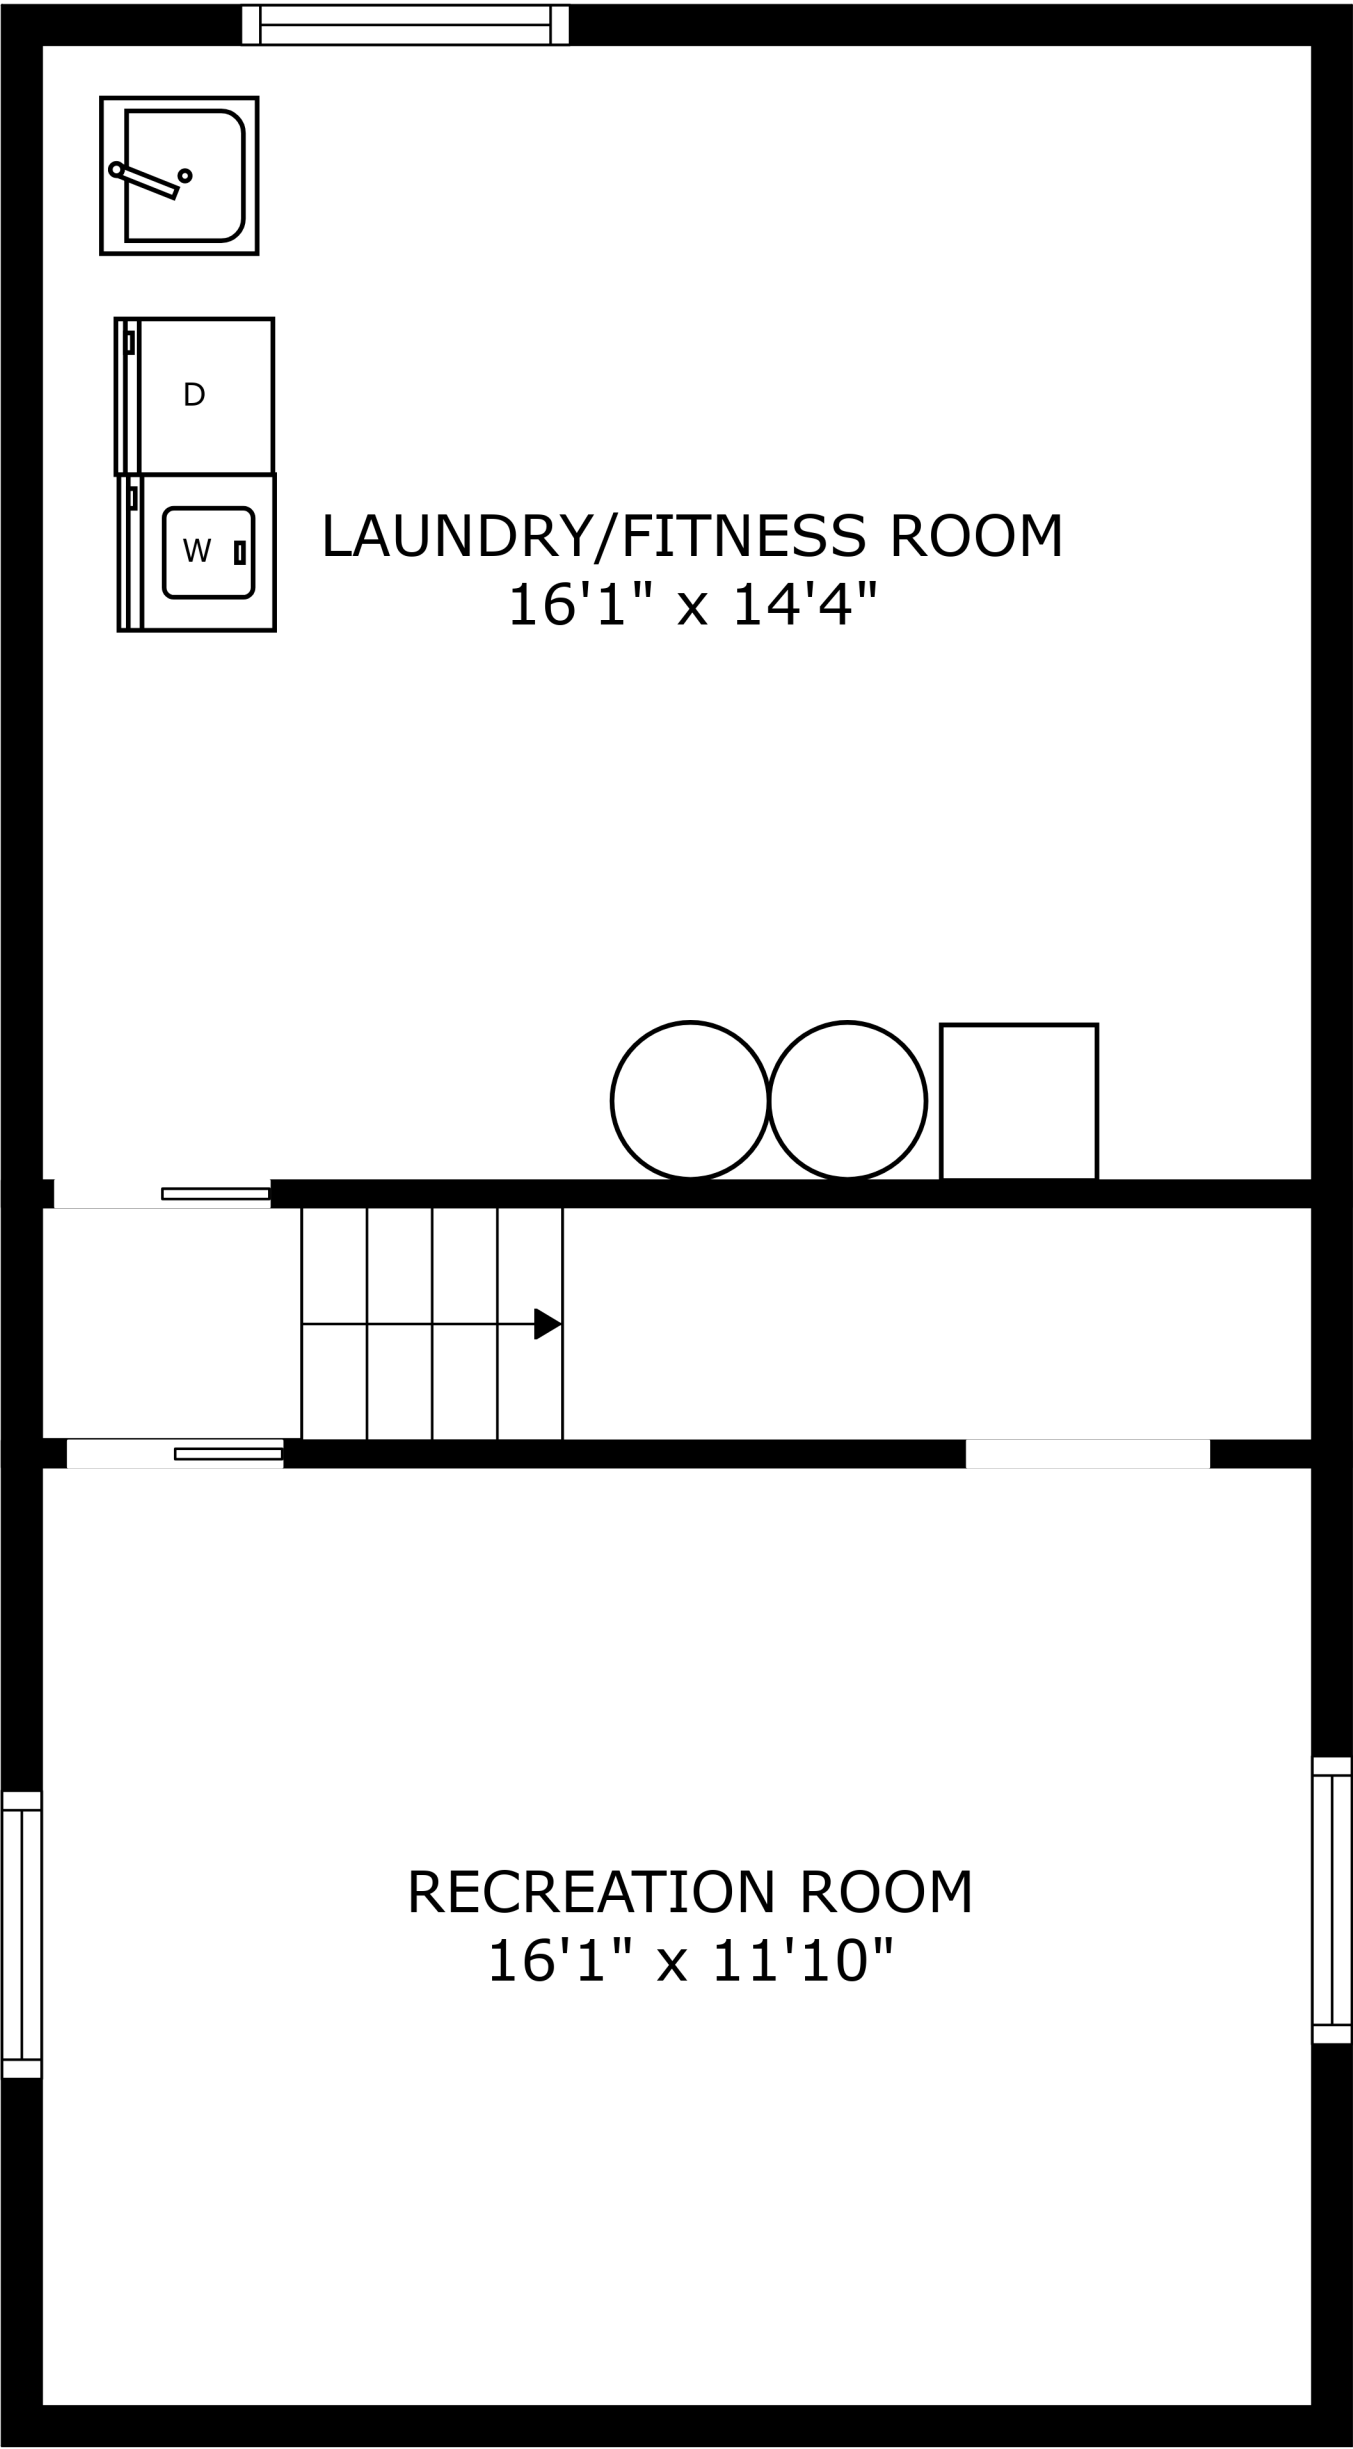 D
W
LAUNDRY/FITNESS ROOM
16'1" x 14'4"
RECREATION ROOM
16'1" x 11'10"